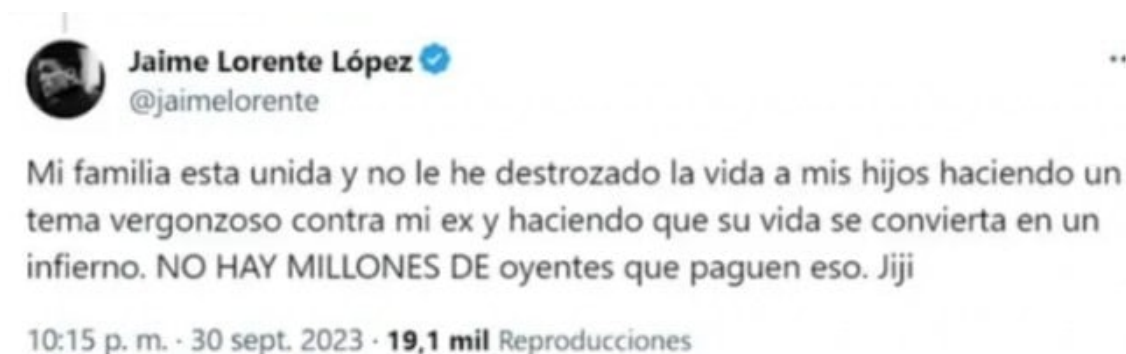 Jaime Lorente López
@jaimelorente
Mi familia esta unida y no le he destrozado la vida a mis hijos haciendo un
tema vergonzoso contra mi ex y haciendo que su vida se convierta en un
infierno. NO HAY MILLONES DE oyentes que paguen eso. Jiji
10:15 p. m. · 30 sept. 2023 · 19,1 mil Reproducciones